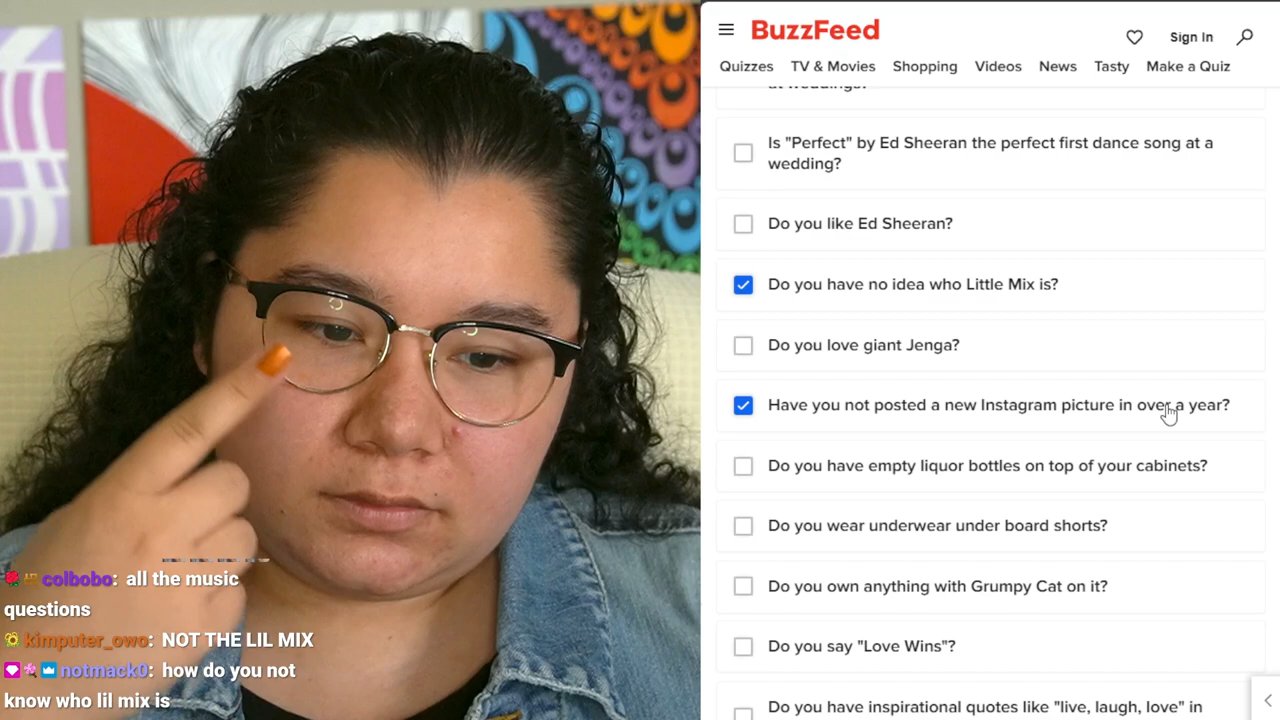 BuzzFeed
Sign In
Quizzes TV & Movies Shopping Videos News Tasty Make a Quiz
at weddings?
Is "Perfect" by Ed Sheeran the perfect first dance song at a
wedding?
Do you like Ed Sheeran?
Do you have no idea who Little Mix is?
Do you love giant Jenga?
Have you not posted a new Instagram picture in over a year?
Do you have empty liquor bottles on top of your cabinets?
Do you wear underwear under board shorts?
Do you own anything with Grumpy Cat on it?
Do you say "Love Wins"?
Do you have inspirational quotes like "live, laugh, love" in
colbobo: all the music
questions
kimputer_owo: NOT THE LIL MIX
notmack0: how do you not
know who lil mix is